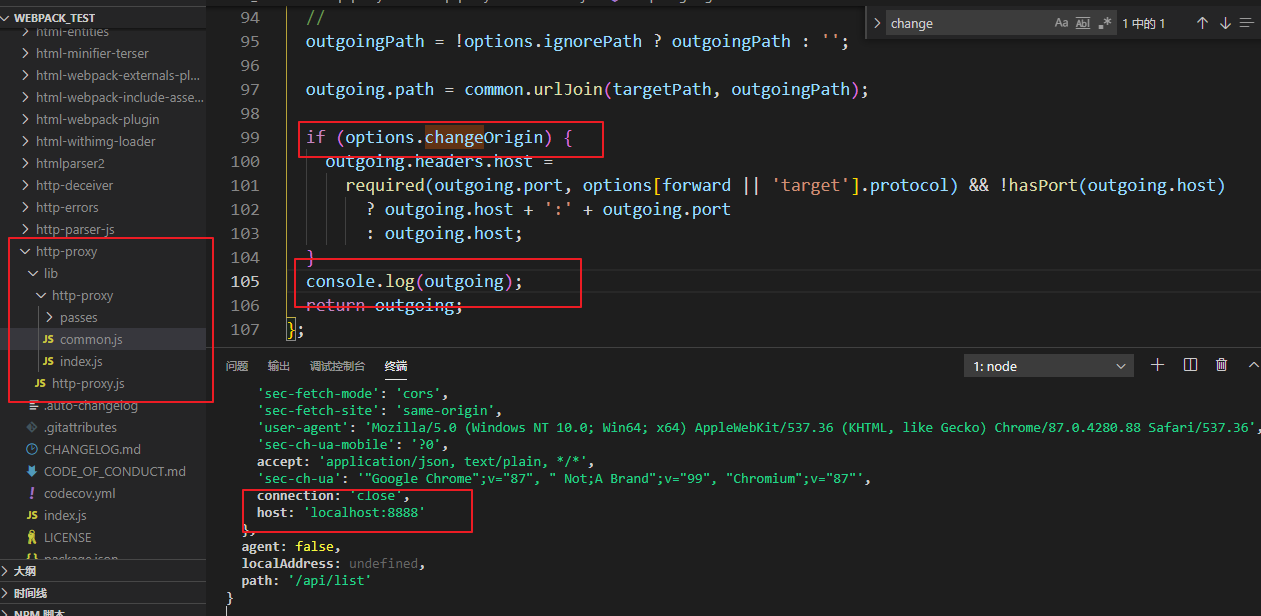 WEBPACK_TEST
html-entities
html-minifier-terser
html-webpack-externals-pl...
html-webpack-include-asse...
html-webpack-plugin
html-withimg-loader
htmlparser2
http-deceiver
http-errors
http-parser-js
http-proxy
lib
http-proxy
passes
JS common.js
JS index.js
JS http-proxy.js
.auto-changelog
.gitattributes
CHANGELOG.md
CODE_OF_CONDUCT.md
! codecov.yml
JS index.js
LICENSE
{} package.json
大纲
时间线
NPM 脚本
change
Aa Ab .*
1 中的 1
94 //
95 outgoingPath = !options.ignorePath ? outgoingPath : '';
96
97 outgoing.path = common.urlJoin(targetPath, outgoingPath);
98
99 if (options.changeOrigin) {
100 outgoing.headers.host =
101 required(outgoing.port, options[forward || 'target'].protocol) && !hasPort(outgoing.host)
102 ? outgoing.host + ':' + outgoing.port
103 : outgoing.host;
104 }
105 console.log(outgoing);
106 return outgoing;
107 };
问题 输出 调试控制台 终端
1: node
'sec-fetch-mode': 'cors',
'sec-fetch-site': 'same-origin',
'user-agent': 'Mozilla/5.0 (Windows NT 10.0; Win64; x64) AppleWebKit/537.36 (KHTML, like Gecko) Chrome/87.0.4280.88 Safari/537.36',
'sec-ch-ua-mobile': '?0',
accept: 'application/json, text/plain, */*',
'sec-ch-ua': '"Google Chrome";v="87", " Not;A Brand";v="99", "Chromium";v="87"',
connection: 'close',
host: 'localhost:8888'
},
agent: false,
localAddress: undefined,
path: '/api/list'
}